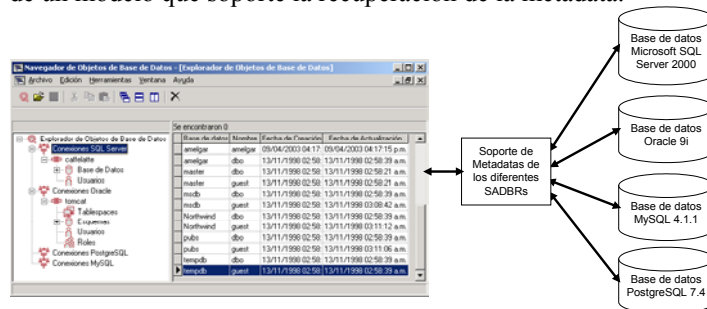 de un modelo que soporte la recuperación de la metadata.
Navegador de Objetos de Base de Datos - [Explorador de Objetos de Base de Datos]
Archivo Edición Herramientas Ventana Ayuda
Se encontraron 0
Explorador de Objetos de Base de Datos
Conexiones SQL Server
caffelatte
Base de Datos
Usuarios
Conexiones Oracle
tomcat
Tablespaces
Esquemas
Usuarios
Roles
Conexiones PostgreSQL
Conexiones MySQL
Base de datos Nombre Fecha de Creación Fecha de Actualización
amelgar amelgar 09/04/2003 04:17: 09/04/2003 04:17:15 p.m.
amelgar dbo 13/11/1998 02:58: 13/11/1998 02:58:39 a.m.
master dbo 13/11/1998 02:58: 13/11/1998 02:58:21 a.m.
master guest 13/11/1998 02:58: 13/11/1998 02:58:21 a.m.
msdb dbo 13/11/1998 02:58: 13/11/1998 02:58:39 a.m.
msdb guest 13/11/1998 02:58: 13/11/1998 03:08:42 a.m.
Northwind dbo 13/11/1998 02:58: 13/11/1998 02:58:39 a.m.
Northwind guest 13/11/1998 02:58: 13/11/1998 03:11:12 a.m.
pubs dbo 13/11/1998 02:58: 13/11/1998 02:58:39 a.m.
pubs guest 13/11/1998 02:58: 13/11/1998 03:11:06 a.m.
tempdb dbo 13/11/1998 02:58: 13/11/1998 02:58:39 a.m.
tempdb guest 13/11/1998 02:58: 13/11/1998 02:58:39 a.m.
Soporte de
Metadatas de
los diferentes
SADBRs
Base de datos
Microsoft SQL
Server 2000
Base de datos
Oracle 9i
Base de datos
MySQL 4.1.1
Base de datos
PostgreSQL 7.4